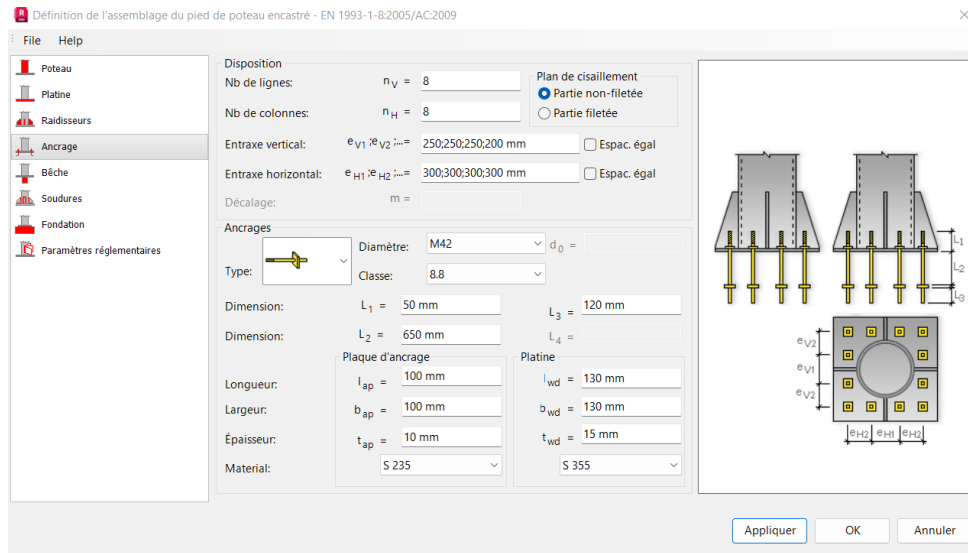 Définition de l'assemblage du pied de poteau encastré - EN 1993-1-8:2005/AC:2009
File Help
Poteau
Platine
Raidisseurs
Ancrage
Bêche
Soudures
Fondation
Paramètres réglementaires
Disposition
Nb de lignes: nV = 8
Nb de colonnes: nH = 8
Plan de cisaillement
Partie non-filetée
Partie filetée
Entraxe vertical: eV1 ;eV2 ;...= 250;250;250;200 mm Espac. égal
Entraxe horizontal: eH1 ;eH2 ;...= 300;300;300;300 mm Espac. égal
Décalage: m =
Ancrages
Type:
Diamètre: M42 d0 =
Classe: 8.8
Dimension: L1 = 50 mm L3 = 120 mm
Dimension: L2 = 650 mm L4 =
Plaque d'ancrage Platine
Longueur: lap = 100 mm lwd = 130 mm
Largeur: bap = 100 mm bwd = 130 mm
Épaisseur: tap = 10 mm twd = 15 mm
Material: S 235 S 355
L1
L2
L3
eV2
eV1
eV2
eH2 eH1 eH2
Appliquer OK Annuler